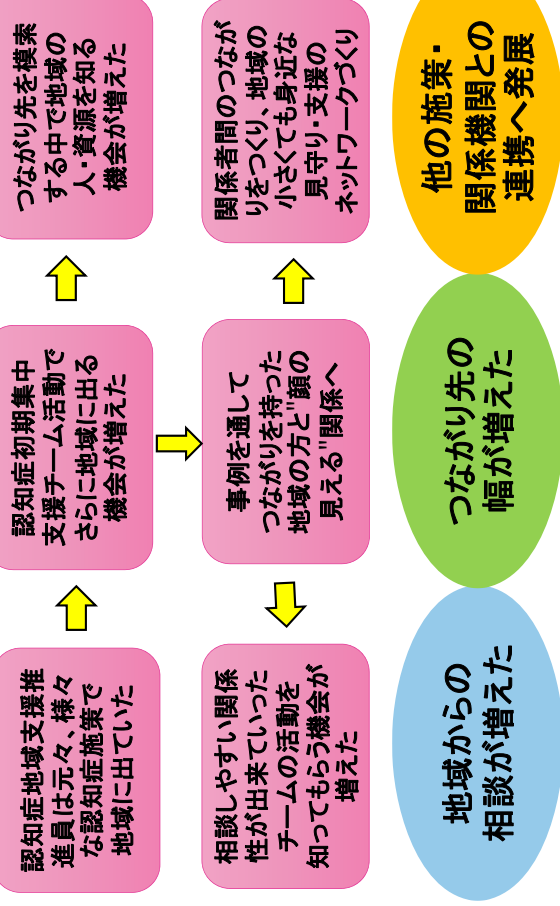 認知症地域支援推
進員は元々、様々
な認知症施策で
地域に出ていた
認知症初期集中
支援チーム活動で
さらに地域に出る
機会が増えた
つながり先を模索
する中で地域の
人・資源を知る
機会が増えた
相談しやすい関係
性が出来ていった
チームの活動を
知ってもらう機会が
増えた
事例を通して
つながりを持った
地域の方と"顔の
見える"関係へ
関係者間のつなが
りをつくり、地域の
小さくても身近な
見守り・支援の
ネットワークづくり
地域からの
相談が増えた
つながり先の
幅が増えた
他の施策・
関係機関との
連携へ発展